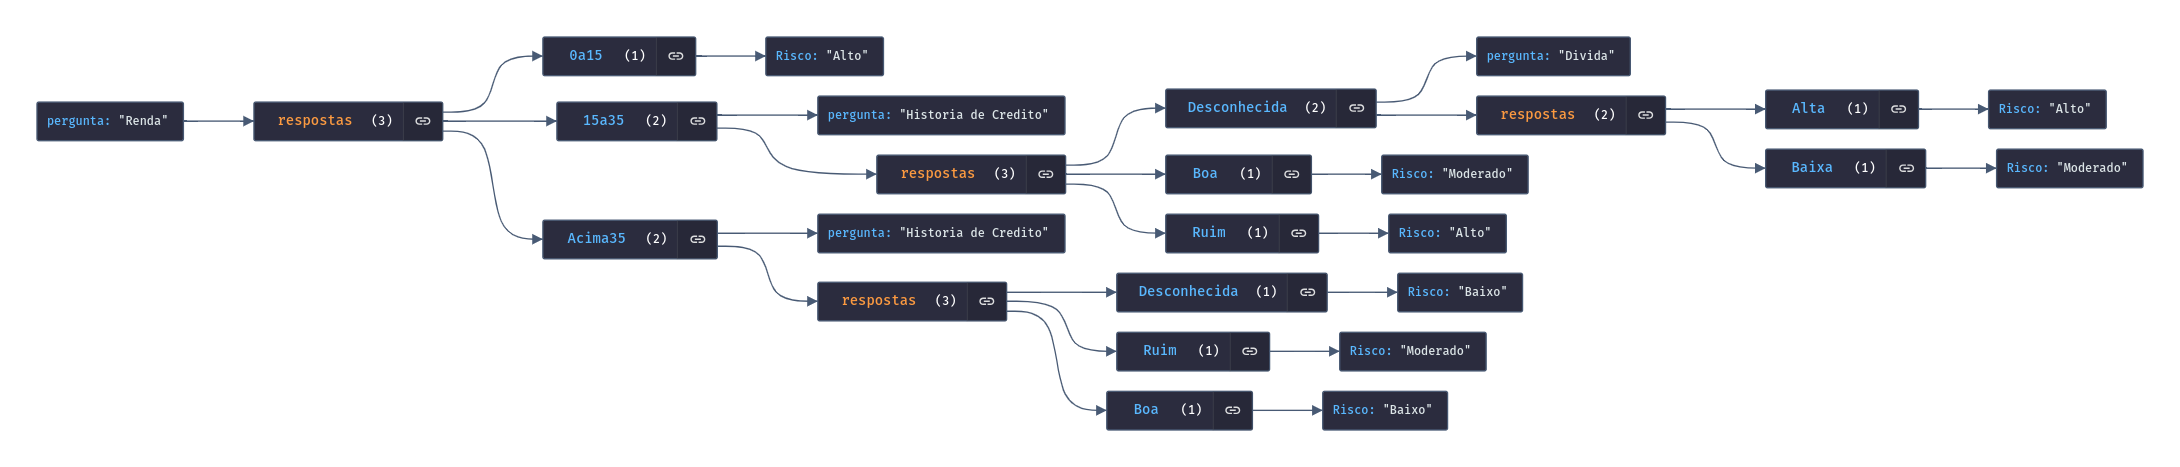 pergunta: "Renda"
respostas (3)
0a15 (1)
Risco: "Alto"
15a35 (2)
pergunta: "Historia de Credito"
respostas (3)
Desconhecida (2)
pergunta: "Divida"
respostas (2)
Alta (1)
Risco: "Alto"
Baixa (1)
Risco: "Moderado"
Boa (1)
Risco: "Moderado"
Ruim (1)
Risco: "Alto"
Acima35 (2)
pergunta: "Historia de Credito"
respostas (3)
Desconhecida (1)
Risco: "Baixo"
Ruim (1)
Risco: "Moderado"
Boa (1)
Risco: "Baixo"